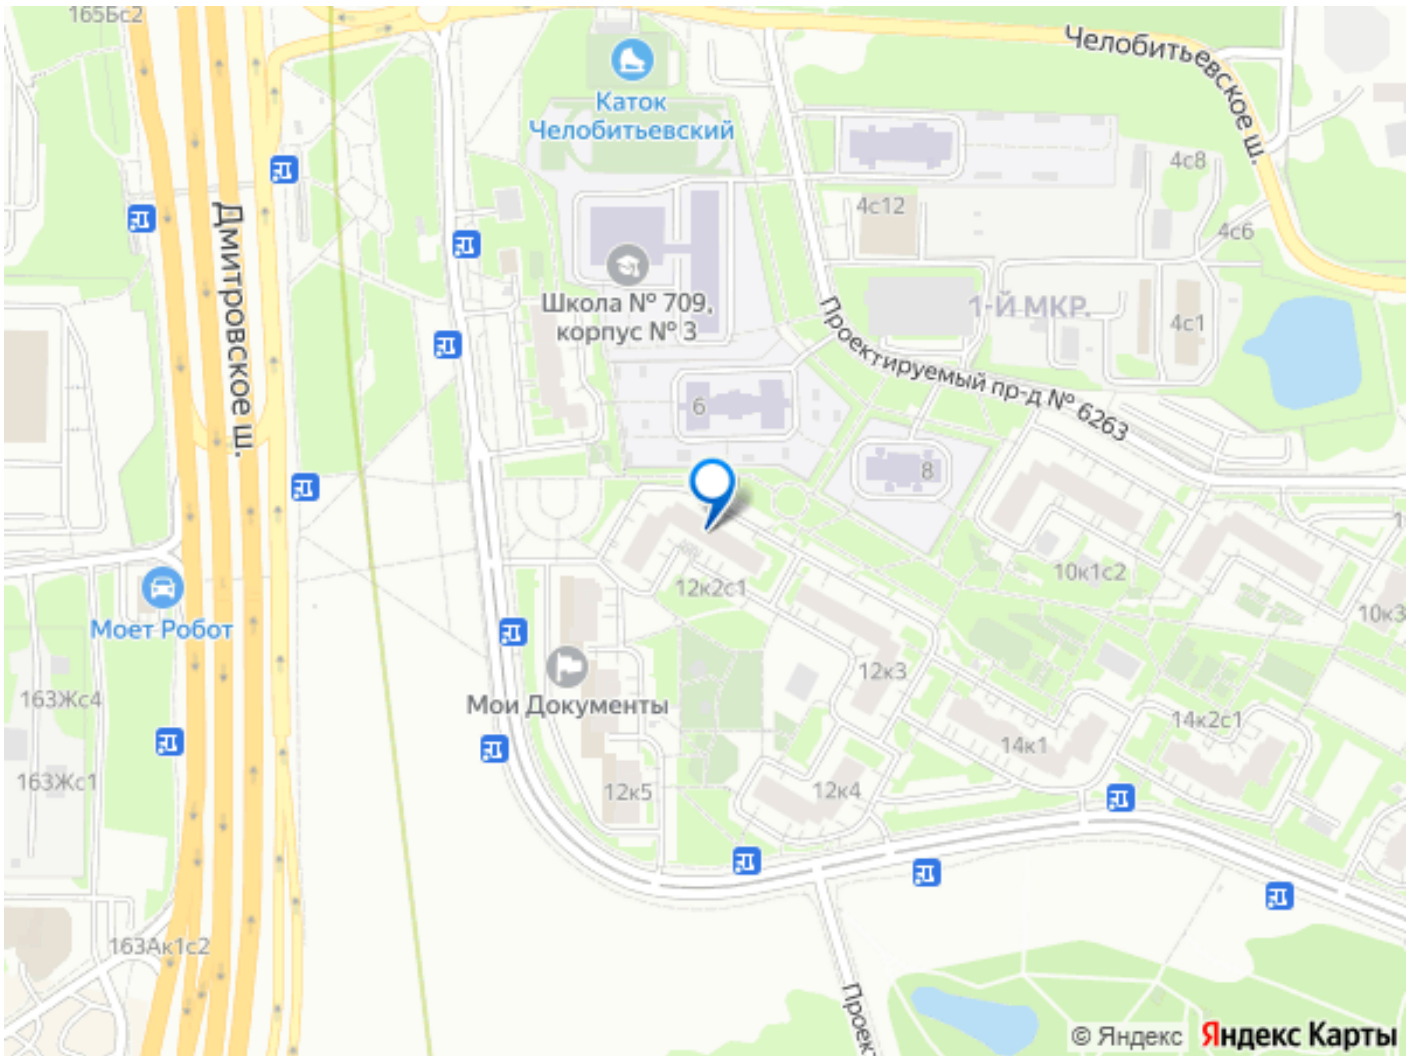 165Бс2
Челобитьевское ш.
Каток
Челобитьевский
4с8
4с12
4с6
Дмитровское ш.
Школа № 709,
корпус № 3
1-Й МКР.
4с1
Проектируемый пр-д № 6263
6
8
12к2с1
10к1с2
10к3
Моет Робот
12к3
163Жс4
Мои Документы
14к2с1
14к1
163Жс1
12к5
12к4
163Ак1с2
Проект
© Яндекс Яндекс Карты